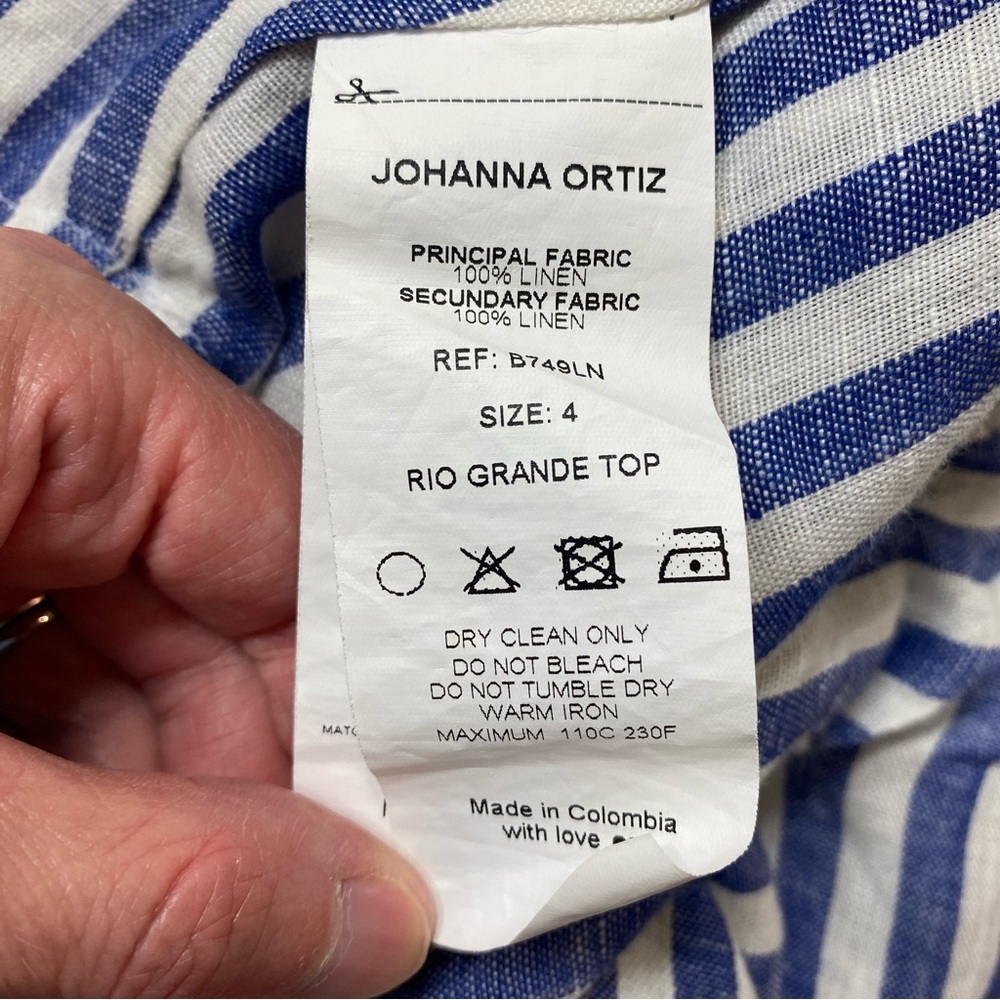 JOHANNA ORTIZ
PRINCIPAL FABRIC
100% LINEN
SECUNDARY FABRIC
100% LINEN
REF: B749LN
SIZE: 4
RIO GRANDE TOP
DRY CLEAN ONLY
DO NOT BLEACH
DO NOT TUMBLE DRY
WARM IRON
MAXIMUM 110C 230F
Made in Colombia
with love